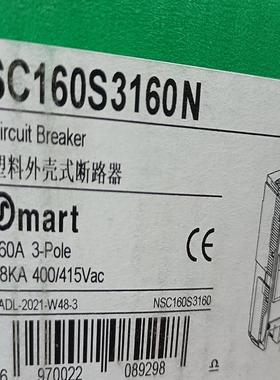 SC160S3160N
ircuit Breaker
塑料外壳式断路器
mart
60A 3-Pole
8KA 400/415Vac
CE
ADL-2021-W48-3
NSC160S3160
6 970022 089298